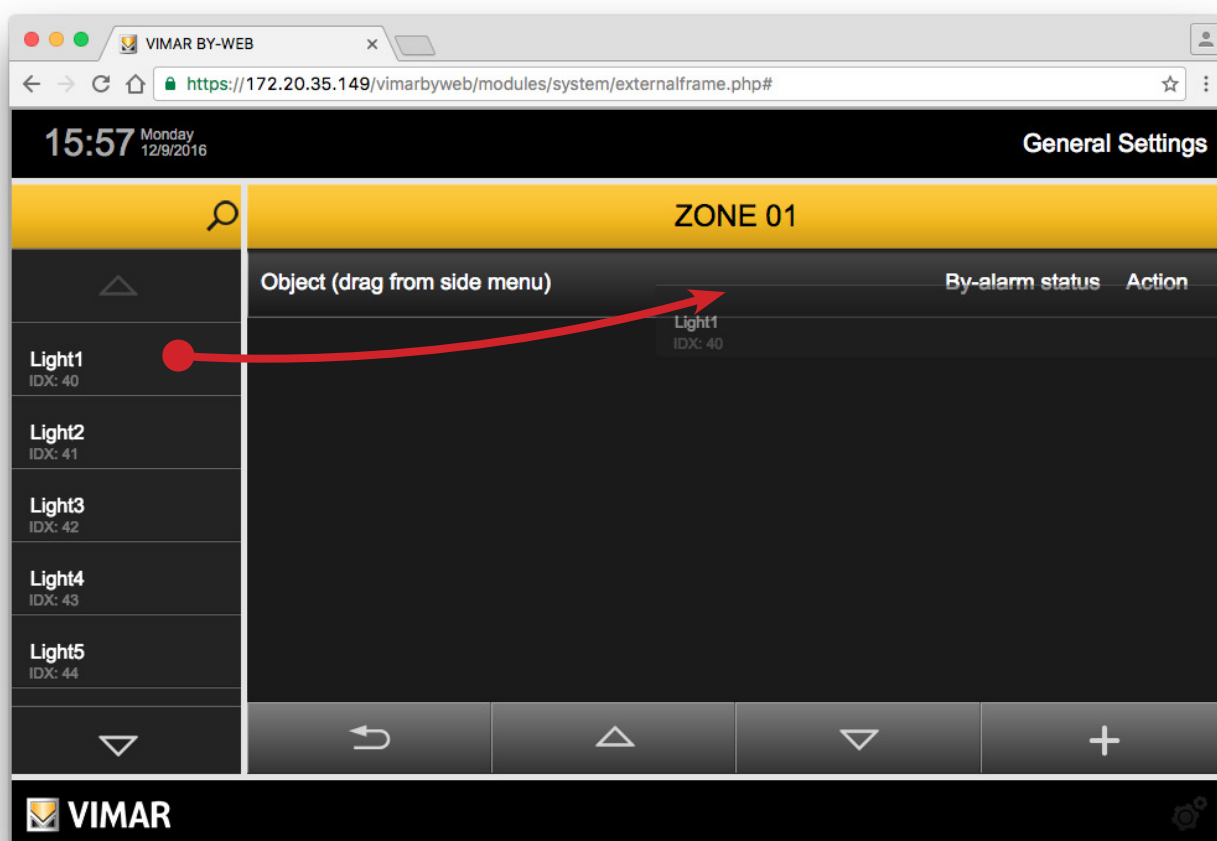 VIMAR BY-WEB
https://172.20.35.149/vimarbyweb/modules/system/externalframe.php#
15:57 Monday
12/9/2016
General Settings
ZONE 01
Object (drag from side menu)
By-alarm status
Action
Light1
IDX: 40
Light1
IDX: 40
Light2
IDX: 41
Light3
IDX: 42
Light4
IDX: 43
Light5
IDX: 44
VIMAR